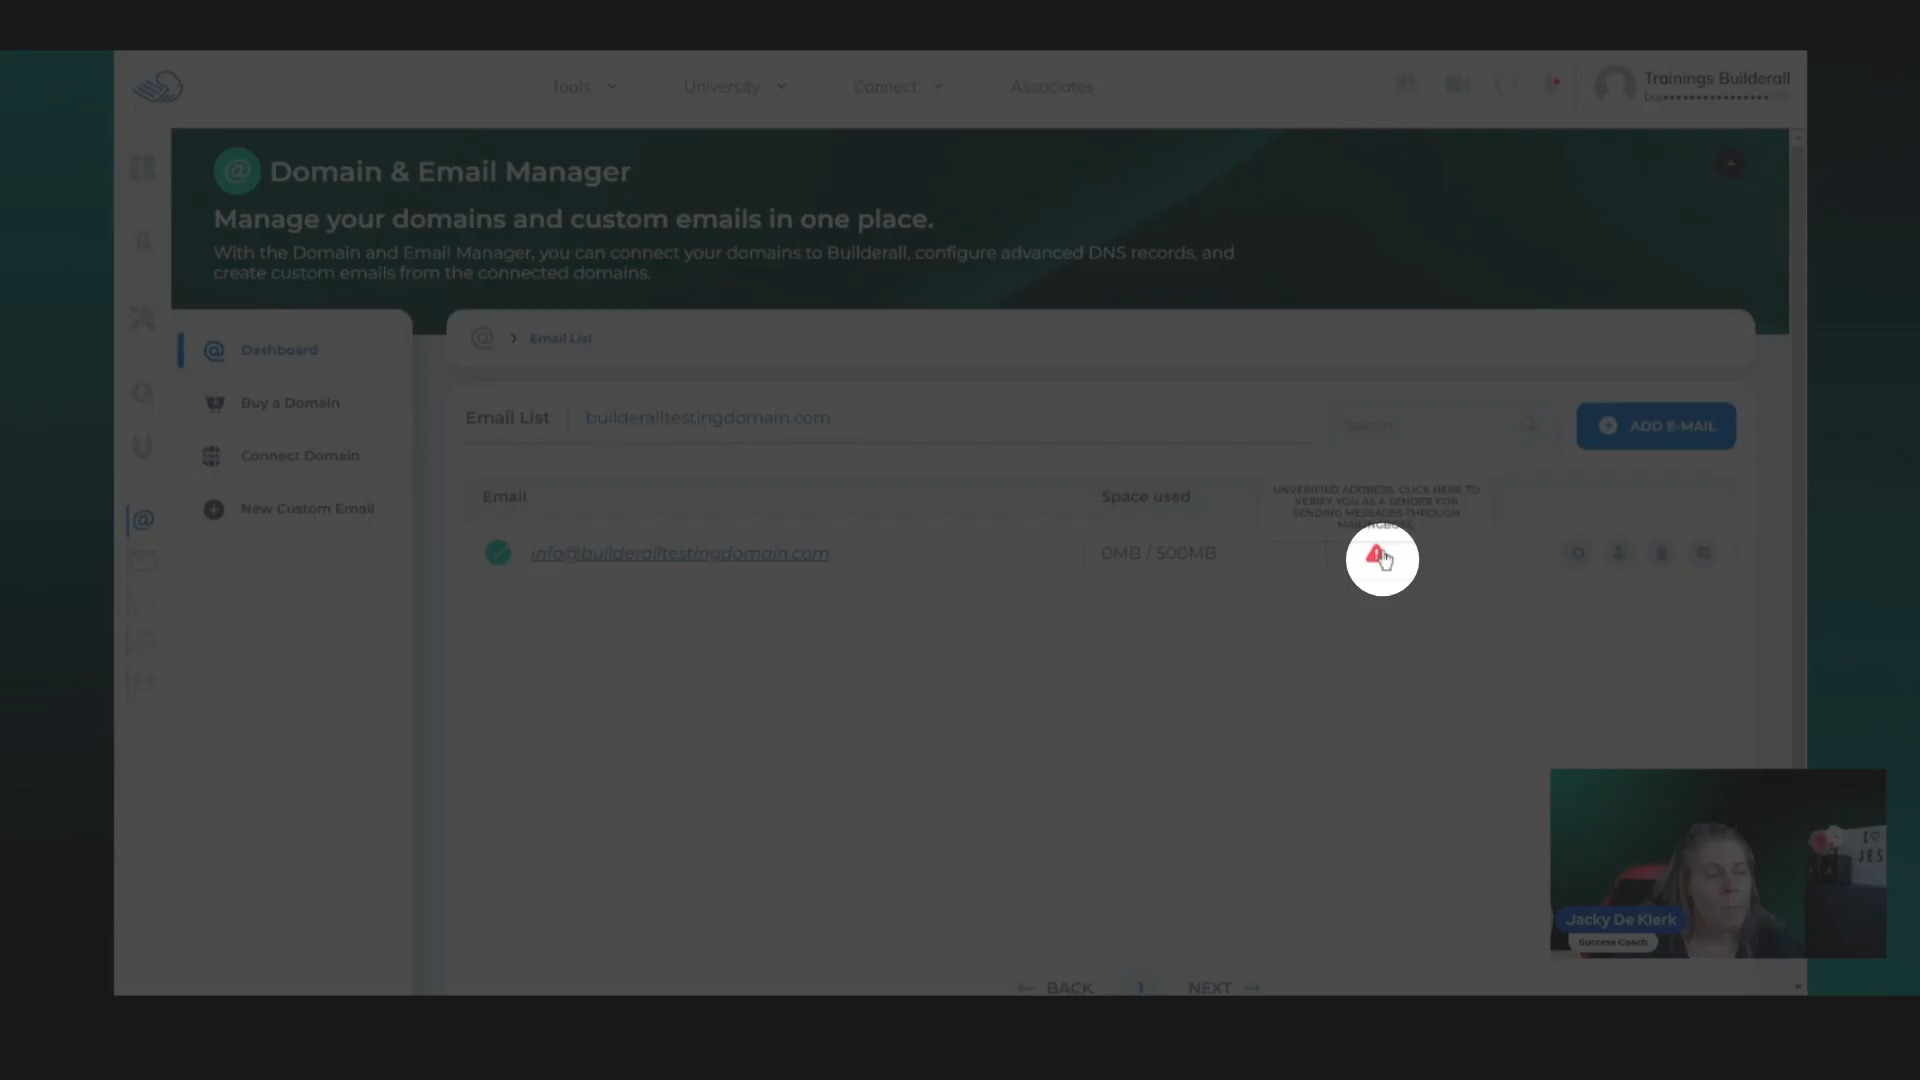 Tools
University
Connect
Associates
Trainings Builderall
@ Domain & Email Manager
Manage your domains and custom emails in one place.
With the Domain and Email Manager, you can connect your domains to Builderall, configure advanced DNS records, and
create custom emails from the connected domains.
Dashboard
Buy a Domain
Connect Domain
New Custom Email
Email List
Email List
builderalltestingdomain.com
Search
ADD E-MAIL
Email
Space used
UNVERIFIED ADDRESS. CLICK HERE TO
VERIFY YOU AS A SENDER FOR
SENDING MESSAGES THROUGH
MAILINGBOSS
info@builderalltestingdomain.com
0MB / 500MB
BACK
1
NEXT
Jacky De Klerk
Success Coach
I
JES